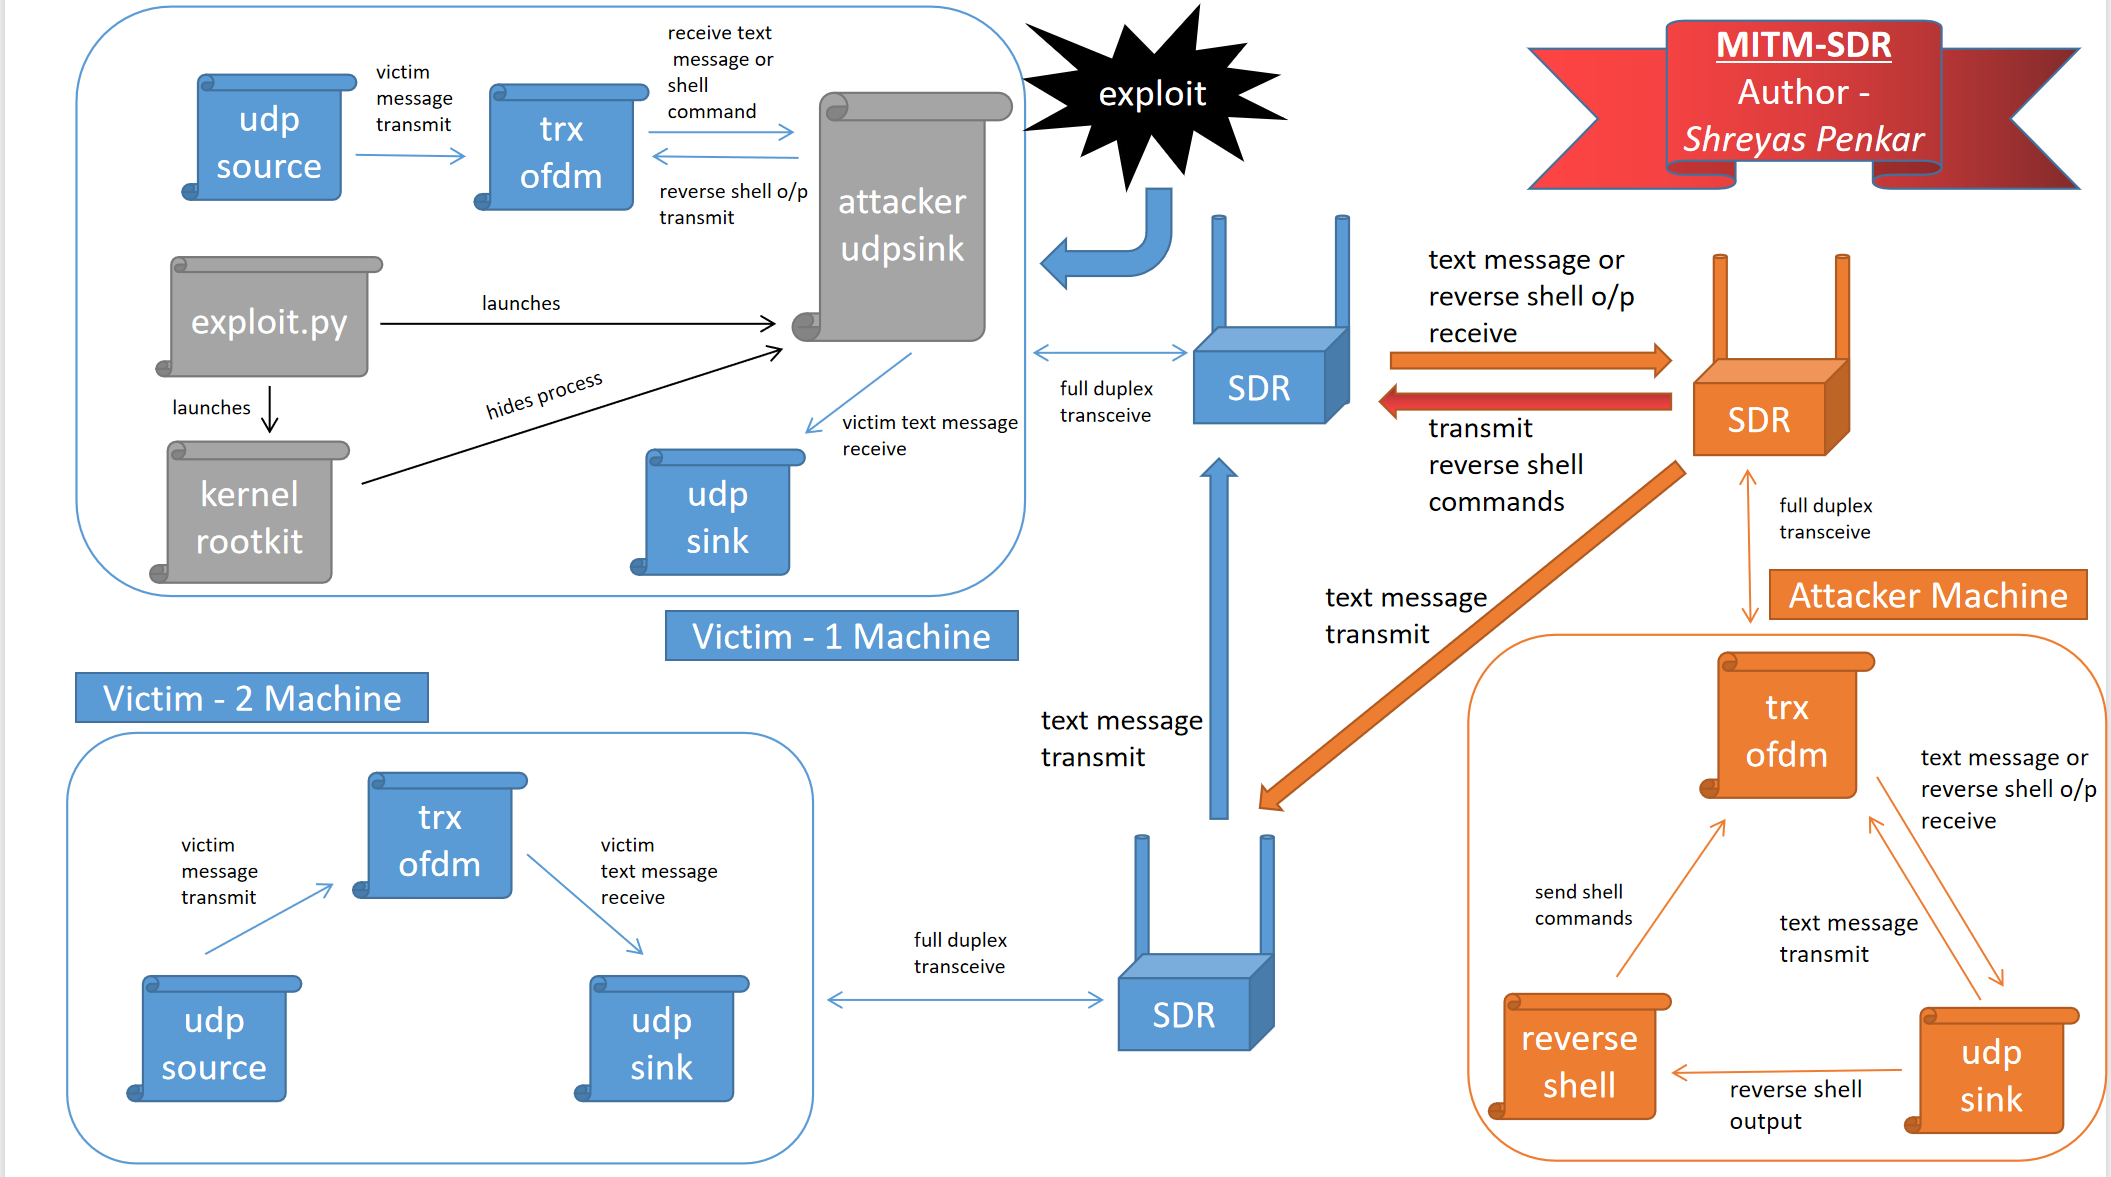 MITM-SDR
Author -
Shreyas Penkar
exploit
udp
source
victim
message
transmit
trx
ofdm
receive text
message or
shell
command
reverse shell o/p
transmit
attacker
udpsink
exploit.py
launches
launches
hides process
kernel
rootkit
victim text message
receive
udp
sink
Victim - 1 Machine
full duplex
transceive
SDR
text message or
reverse shell o/p
receive
transmit
reverse shell
commands
SDR
full duplex
transceive
Attacker Machine
text message
transmit
text message
transmit
Victim - 2 Machine
trx
ofdm
victim
message
transmit
victim
text message
receive
udp
source
udp
sink
full duplex
transceive
SDR
trx
ofdm
text message or
reverse shell o/p
receive
send shell
commands
text message
transmit
reverse
shell
reverse shell
output
udp
sink